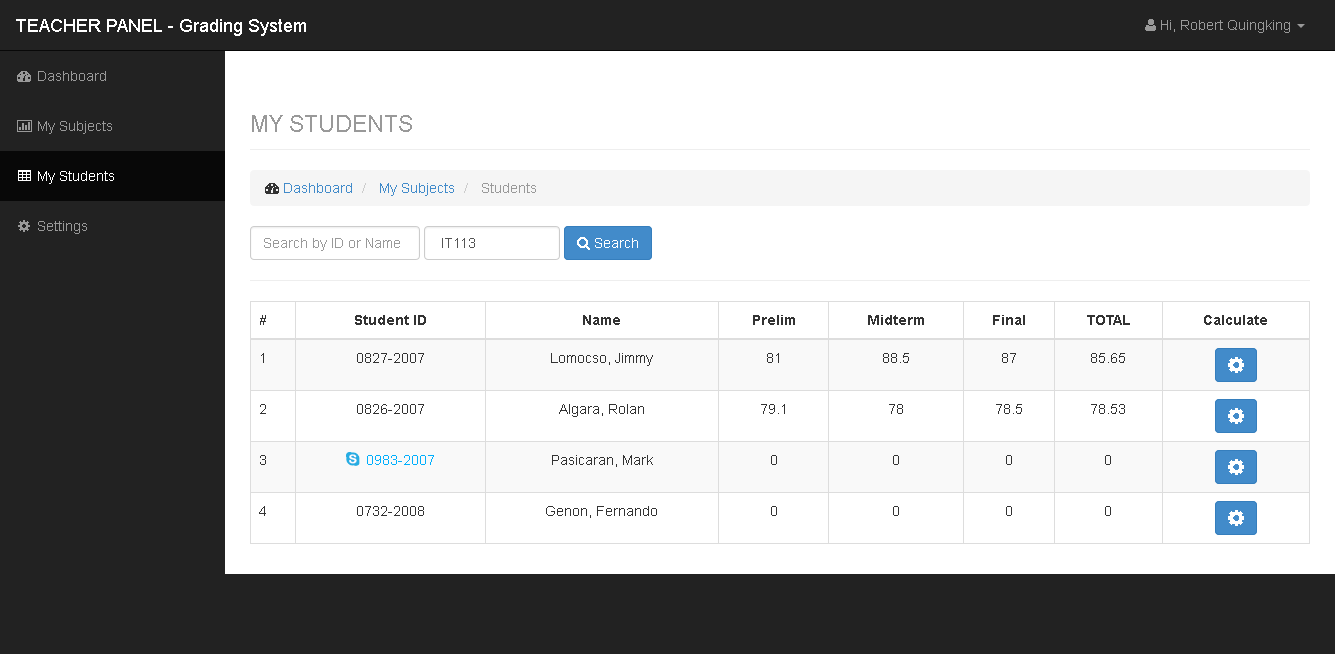 TEACHER PANEL - Grading System
Hi, Robert Quingking
Dashboard
My Subjects
My Students
Settings
MY STUDENTS
Dashboard / My Subjects / Students
Search by ID or Name IT113 Search
# Student ID Name Prelim Midterm Final TOTAL Calculate
1 0827-2007 Lomocso, Jimmy 81 88.5 87 85.65
2 0826-2007 Algara, Rolan 79.1 78 78.5 78.53
3 0983-2007 Pasicaran, Mark 0 0 0 0
4 0732-2008 Genon, Fernando 0 0 0 0